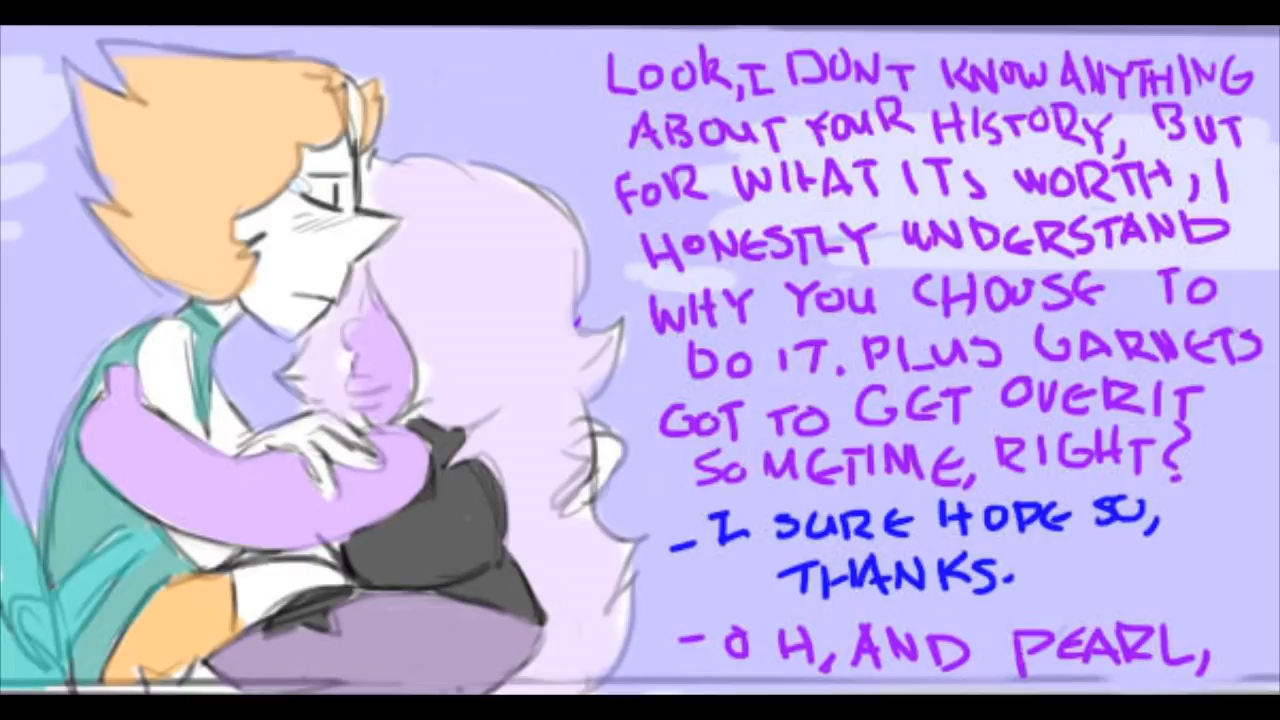 LOOK, I DONT KNOW ANYTHING
ABOUT YOUR HISTORY, BUT
FOR WHAT ITS WORTH, I
HONESTLY UNDERSTAND
WHY YOU CHOUSE TO
DO IT. PLUS GARNETS
GOT TO GET OVER IT
SOMETIME, RIGHT?
- I SURE HOPE SO,
THANKS.
- OH, AND PEARL,